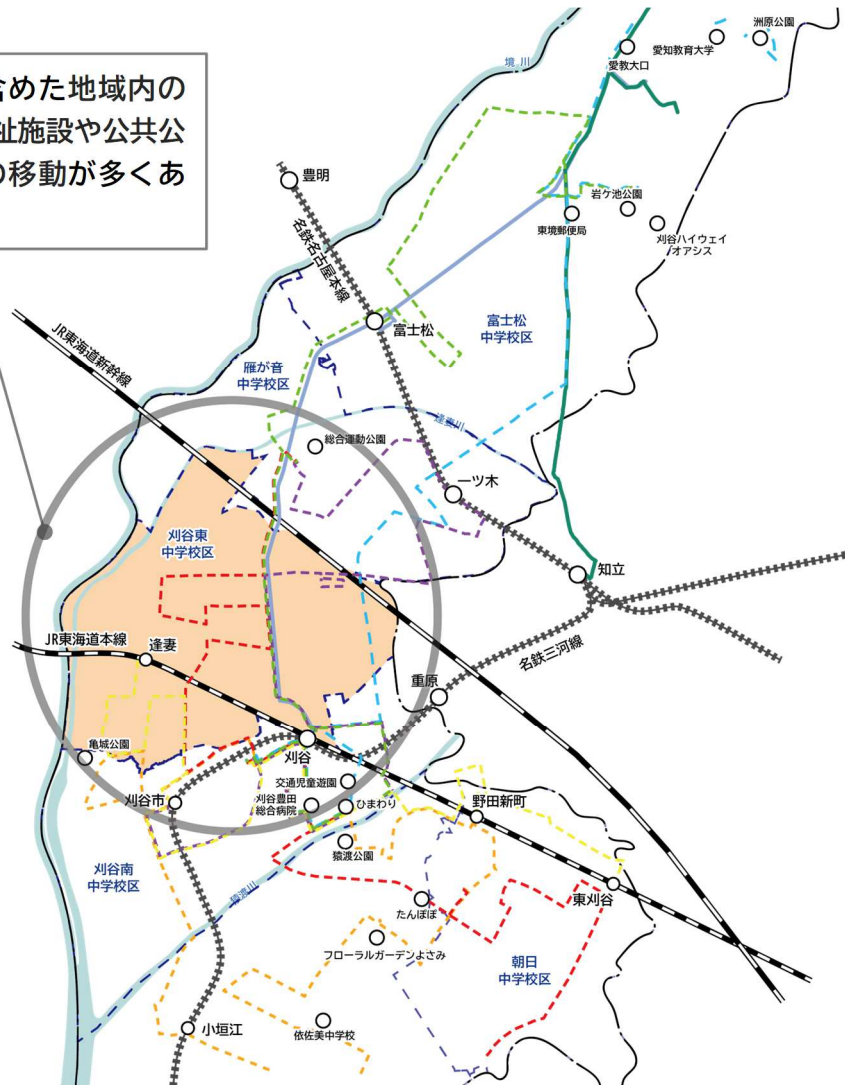 含めた地域内の
祉施設や公共公
の移動が多くあ
境川
愛教大口
愛知教育大学
洲原公園
豊明
名鉄名古屋本線
岩ケ池公園
東境郵便局
刈谷ハイウェイ
オアシス
富士松
富士松
中学校区
JR東海道新幹線
雁が音
中学校区
逢妻川
総合運動公園
一ツ木
刈谷東
中学校区
知立
JR東海道本線
逢妻
名鉄三河線
重原
亀城公園
刈谷
交通児童遊園
刈谷市
刈谷豊田
総合病院
ひまわり
野田新町
猿渡公園
刈谷南
中学校区
猿渡川
東刈谷
たんぽぽ
フローラルガーデンよさみ
朝日
中学校区
小垣江
依佐美中学校